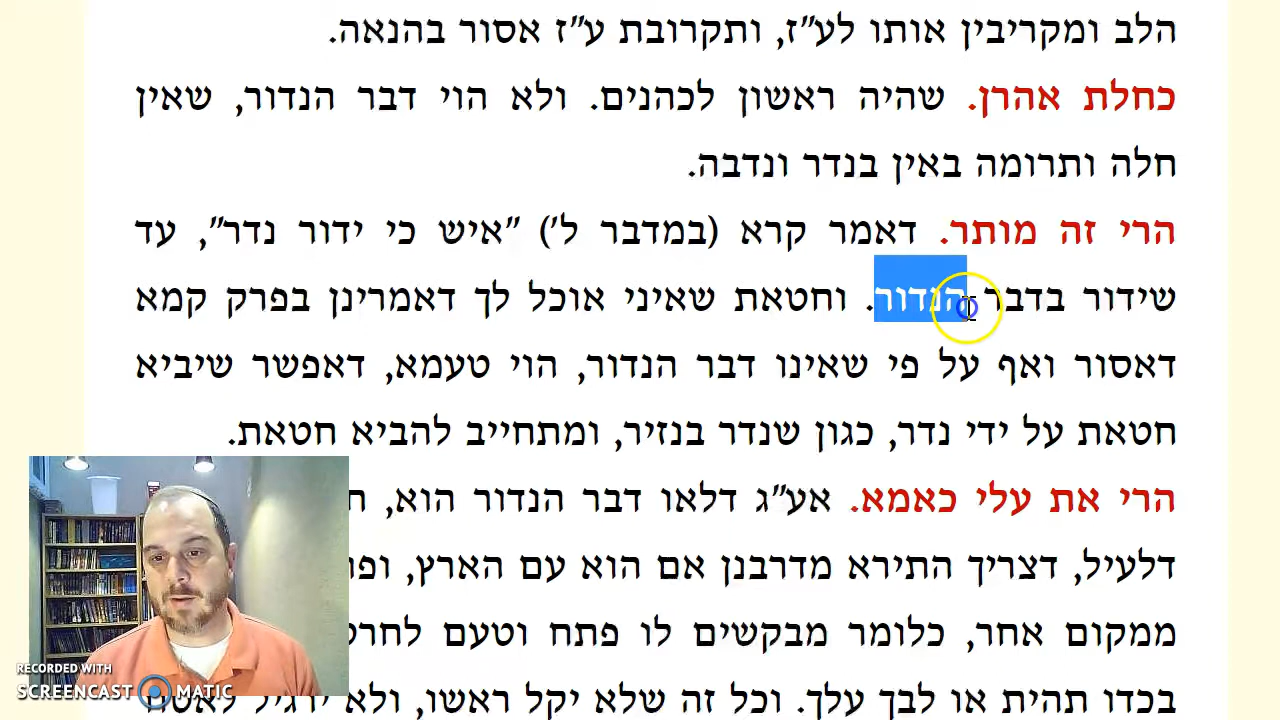 הלב ומקריבין אותו לע״ז, ותקרובת ע״ז אסור בהנאה.
כחלת אהרן. שהיה ראשון לכהנים. ולא הוי דבר הנדור, שאין
חלה ותרומה באין בנדר ונדבה.
הרי זה מותר. דאמר קרא (במדבר ל׳) ״איש כי ידור נדר״, עד
שידור בדבר הנדור. וחטאת שאיני אוכל לך דאמרינן בפרק קמא
דאסור ואף על פי שאינו דבר הנדור, הוי טעמא, דאפשר שיביא
חטאת על ידי נדר, כגון שנדר בנזיר, ומתחייב להביא חטאת.
הרי את עלי כאמא. אע״ג דלאו דבר הנדור הוא,
דלעיל, דצריך התירא מדרבנן אם הוא עם הארץ,
ממקום אחר, כלומר מבקשים לו פתח וטעם
בכדו תהית או לבך עלך. וכל זה שלא יקל ראשו, ולא
RECORDED WITH
SCREENCAST MATIC